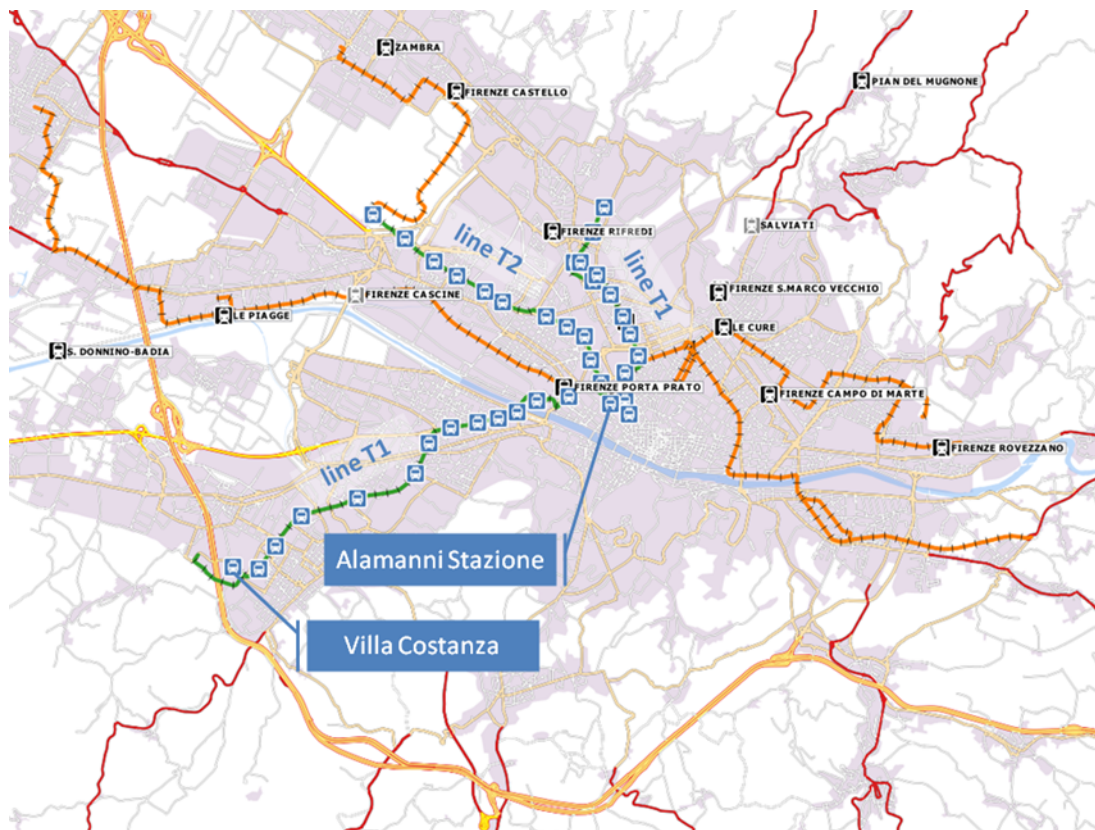 ZAMBRA
PIAN DEL MUGNONE
FIRENZE CASTELLO
SALVIATI
FIRENZE RIFREDI
line T2
line T1
FIRENZE S.MARCO VECCHIO
FIRENZE CASCINE
LE PIAGGE
LE CURE
S. DONNINO-BADIA
FIRENZE PORTA PRATO
FIRENZE CAMPO DI MARTE
FIRENZE ROVEZZANO
line T1
Alamanni Stazione
Villa Costanza